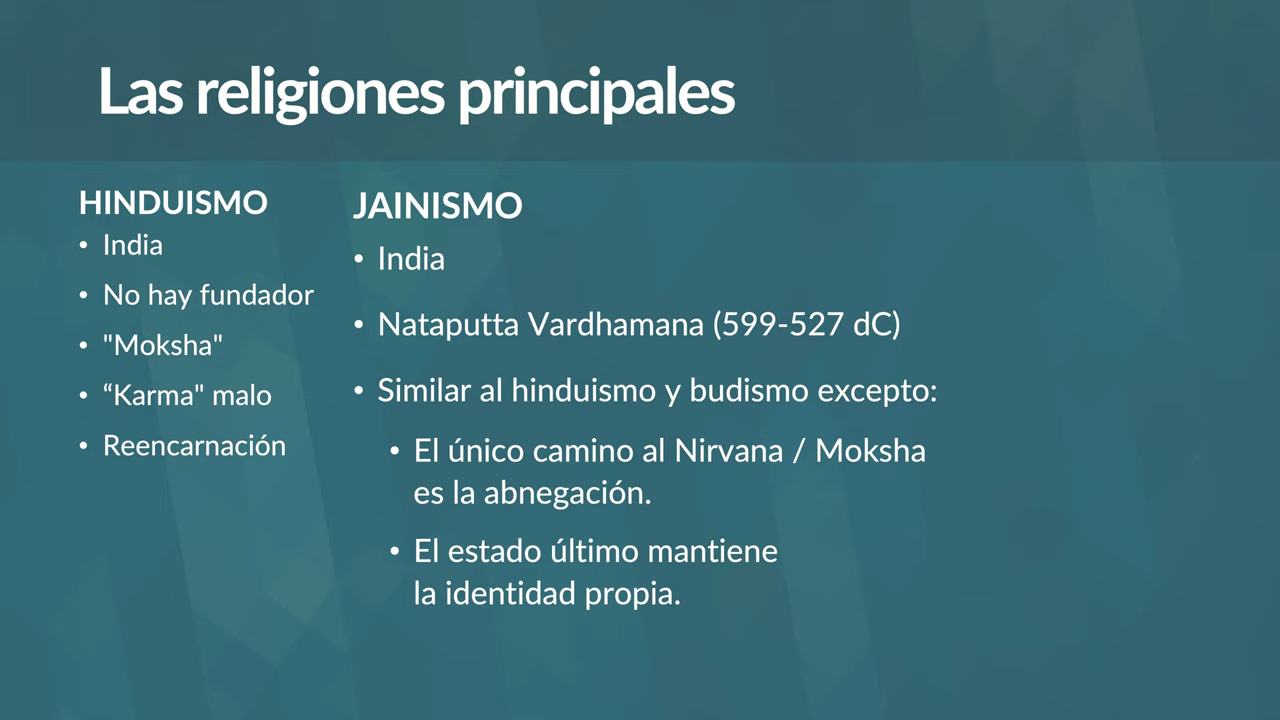 Las religiones principales
HINDUISMO
• India
• No hay fundador
• "Moksha"
• “Karma" malo
• Reencarnación
JAINISMO
• India
• Nataputta Vardhamana (599-527 dC)
• Similar al hinduismo y budismo excepto:
• El único camino al Nirvana / Moksha
es la abnegación.
• El estado último mantiene
la identidad propia.